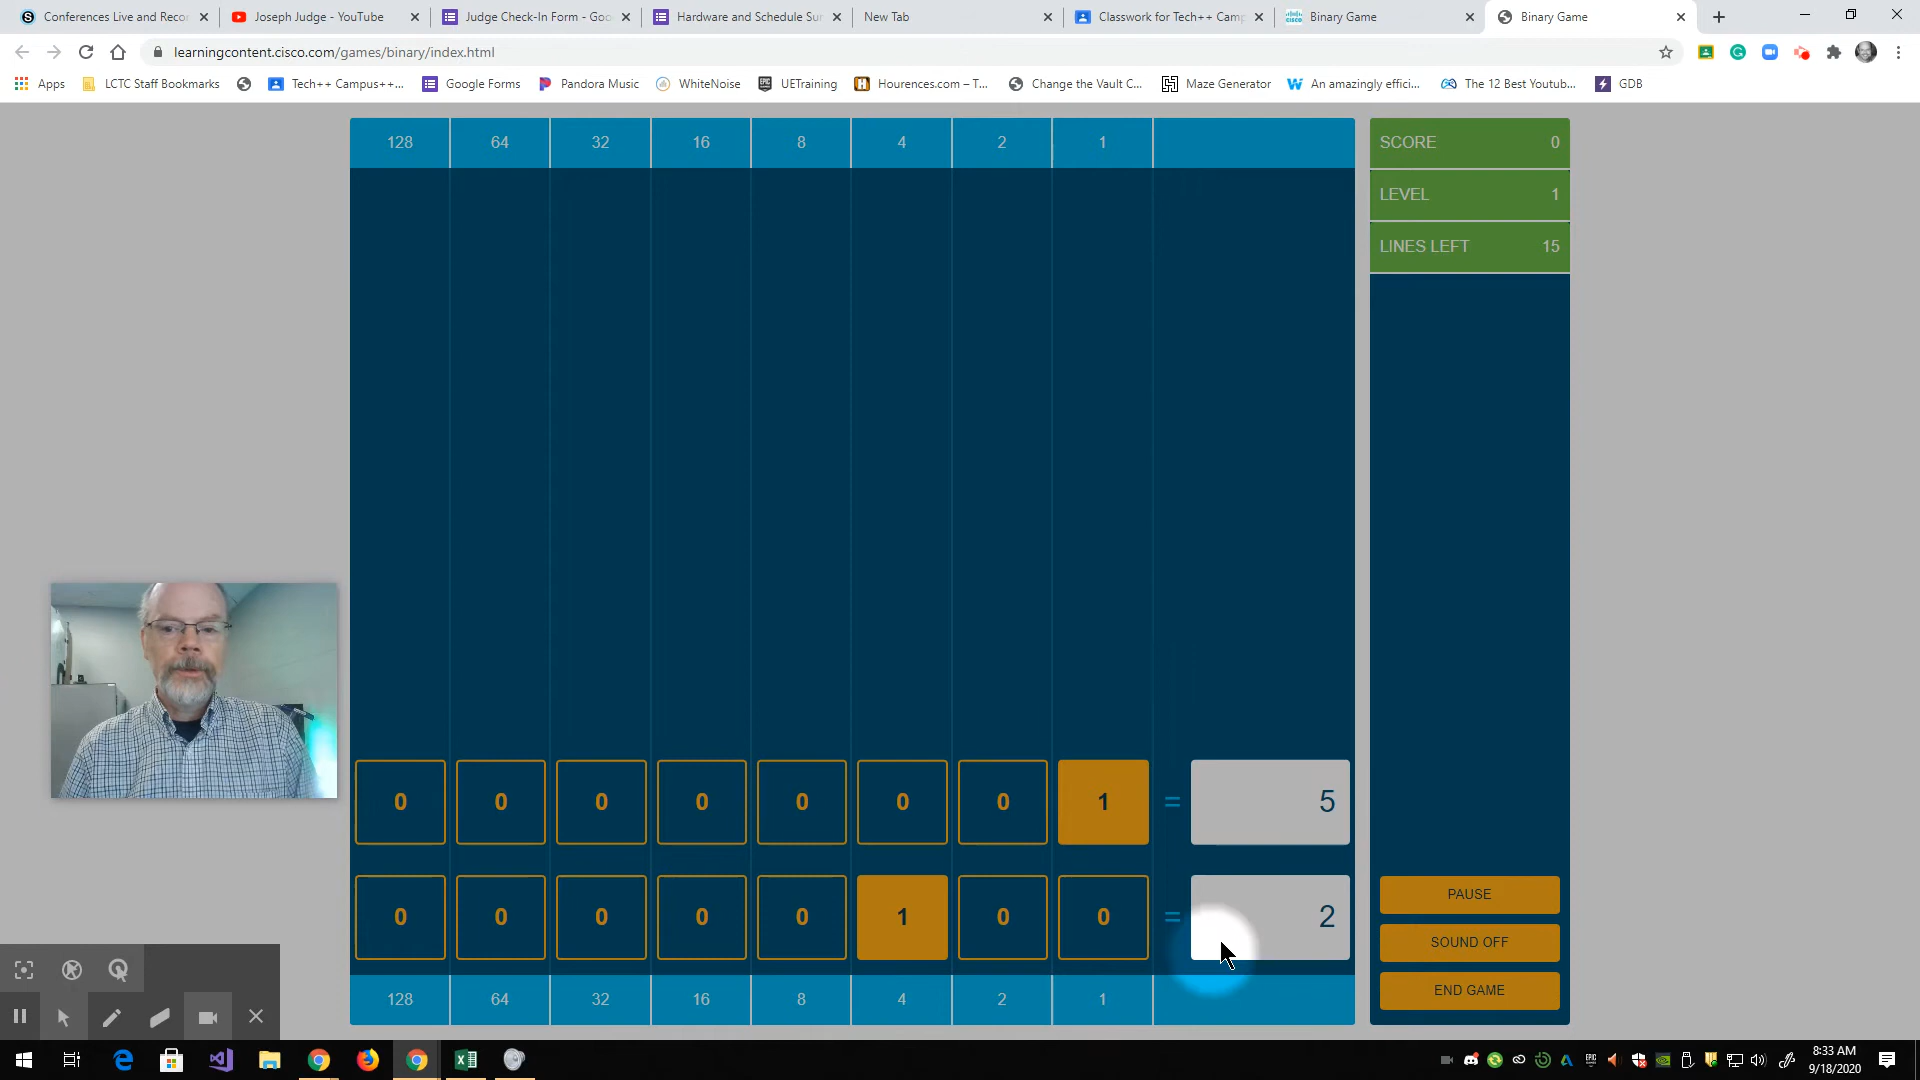 Conferences Live and Recor
Joseph Judge - YouTube
Judge Check-In Form - Goo
Hardware and Schedule Sur
New Tab
Classwork for Tech++ Camp
Binary Game
Binary Game
learningcontent.cisco.com/games/binary/index.html
Apps
LCTC Staff Bookmarks
Tech++ Campus++...
Google Forms
Pandora Music
WhiteNoise
UETraining
Hourences.com – T...
Change the Vault C...
Maze Generator
An amazingly effici...
The 12 Best Youtub...
GDB
128 64 32 16 8 4 2 1
SCORE 0
LEVEL 1
LINES LEFT 15
0 0 0 0 0 0 0 1 = 5
0 0 0 0 0 1 0 0 = 2
128 64 32 16 8 4 2 1
PAUSE
SOUND OFF
END GAME
8:33 AM
9/18/2020